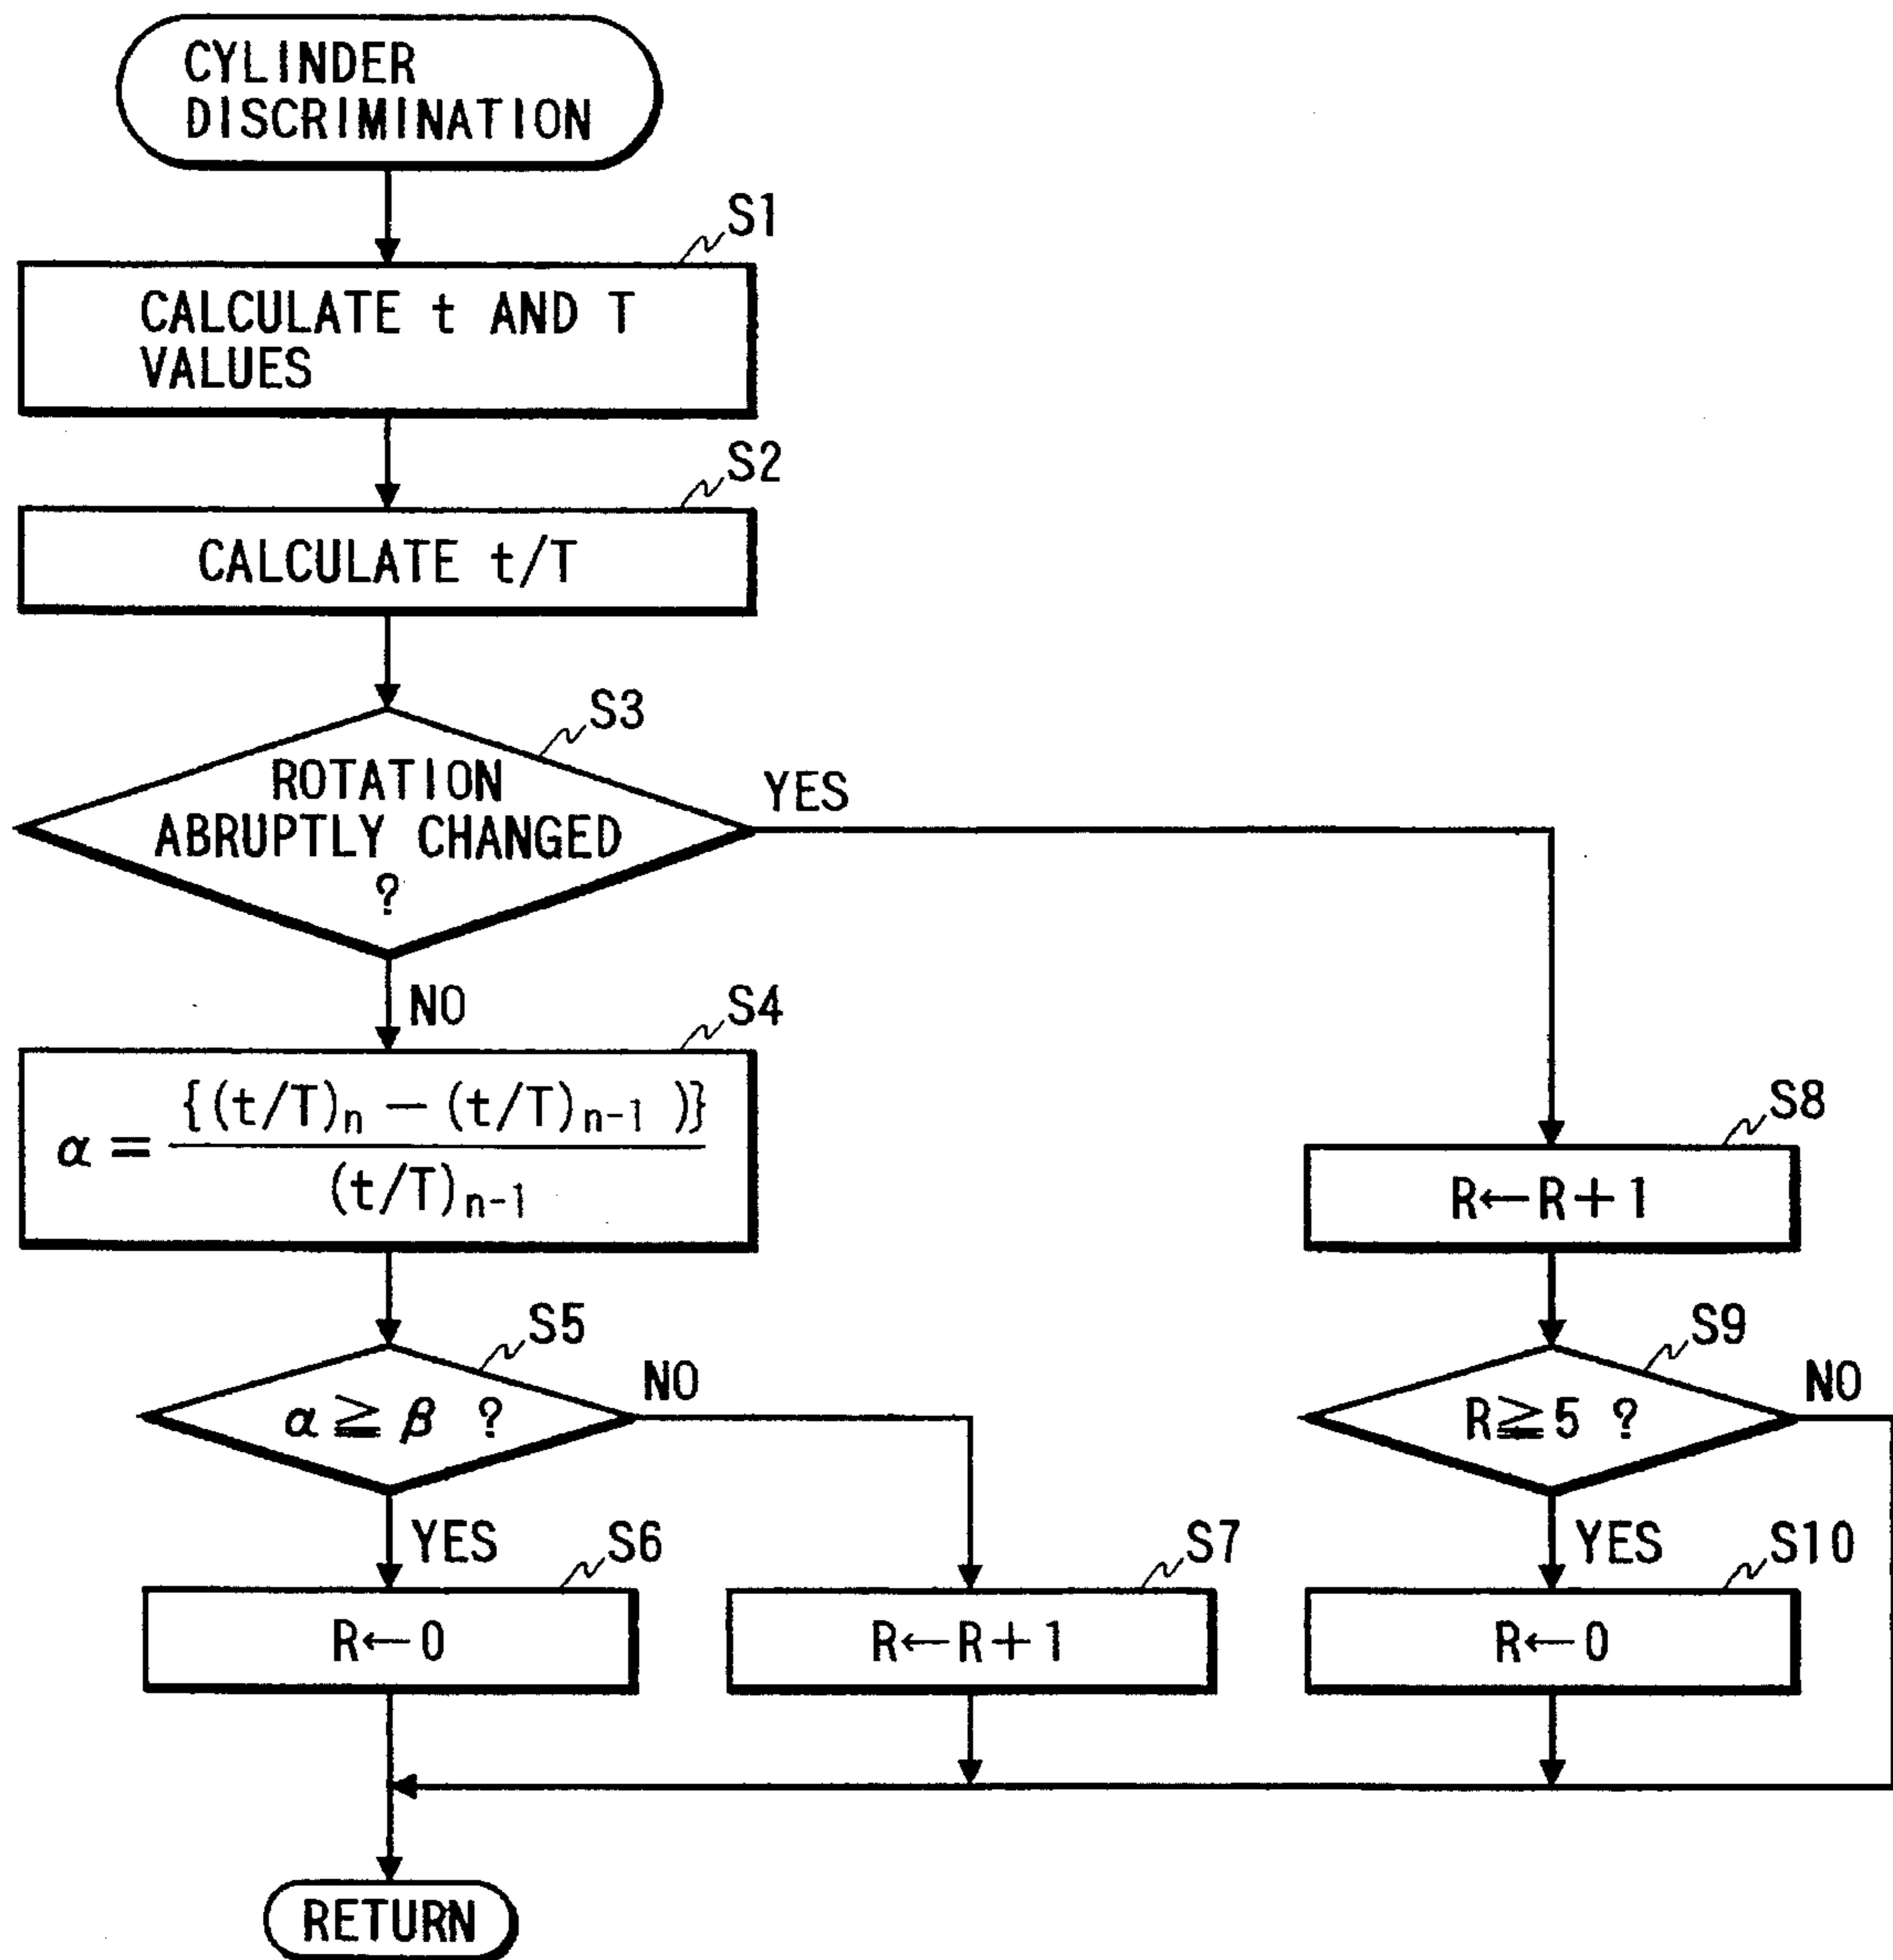 CYLINDER
DISCRIMINATION
S1
CALCULATE t AND T
VALUES
S2
CALCULATE t/T
S3
ROTATION
ABRUPTLY CHANGED
?
YES
NO
S4
α = {(t/T)n − (t/T)n-1 )} / (t/T)n-1
S8
R←R+1
S5
α ≧ β ?
NO
S9
R≧5 ?
NO
YES
S6
R←0
S7
R←R+1
YES
S10
R←0
RETURN